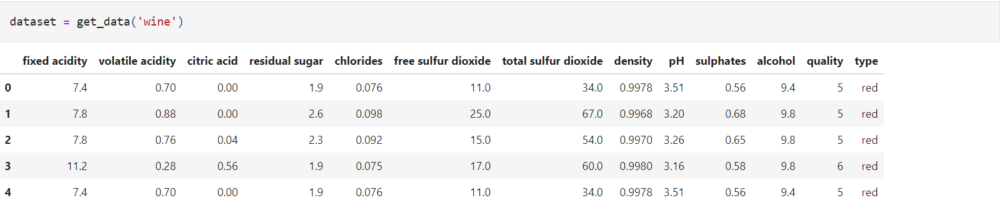 dataset = get_data('wine')
fixed acidity volatile acidity citric acid residual sugar chlorides free sulfur dioxide total sulfur dioxide density pH sulphates alcohol quality type
0 7.4 0.70 0.00 1.9 0.076 11.0 34.0 0.9978 3.51 0.56 9.4 5 red
1 7.8 0.88 0.00 2.6 0.098 25.0 67.0 0.9968 3.20 0.68 9.8 5 red
2 7.8 0.76 0.04 2.3 0.092 15.0 54.0 0.9970 3.26 0.65 9.8 5 red
3 11.2 0.28 0.56 1.9 0.075 17.0 60.0 0.9980 3.16 0.58 9.8 6 red
4 7.4 0.70 0.00 1.9 0.076 11.0 34.0 0.9978 3.51 0.56 9.4 5 red